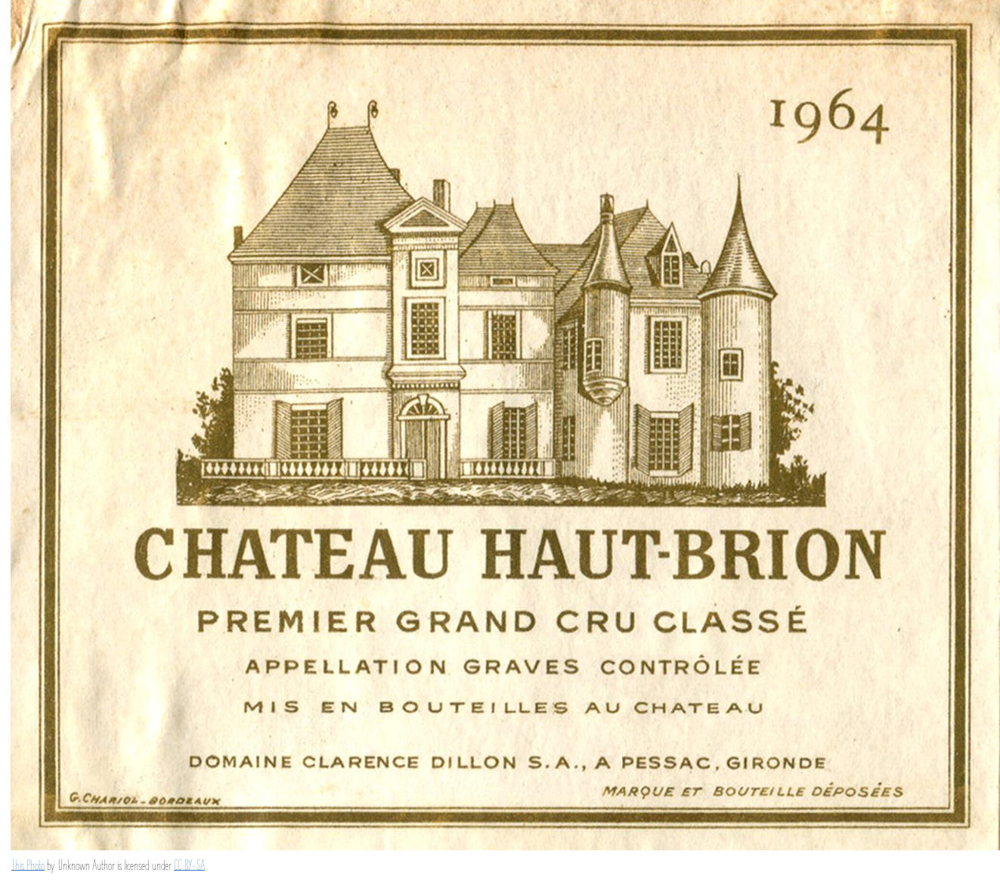 1964
CHATEAU HAUT-BRION
PREMIER GRAND CRU CLASSÉ
APPELLATION GRAVES CONTRÔLÉE
MIS EN BOUTEILLES AU CHATEAU
DOMAINE CLARENCE DILLON S.A., A PESSAC, GIRONDE
MARQUE ET BOUTEILLE DÉPOSÉES
G. CHARIOL - BORDEAUX
This Photo by Unknown Author is licensed under CC BY-SA